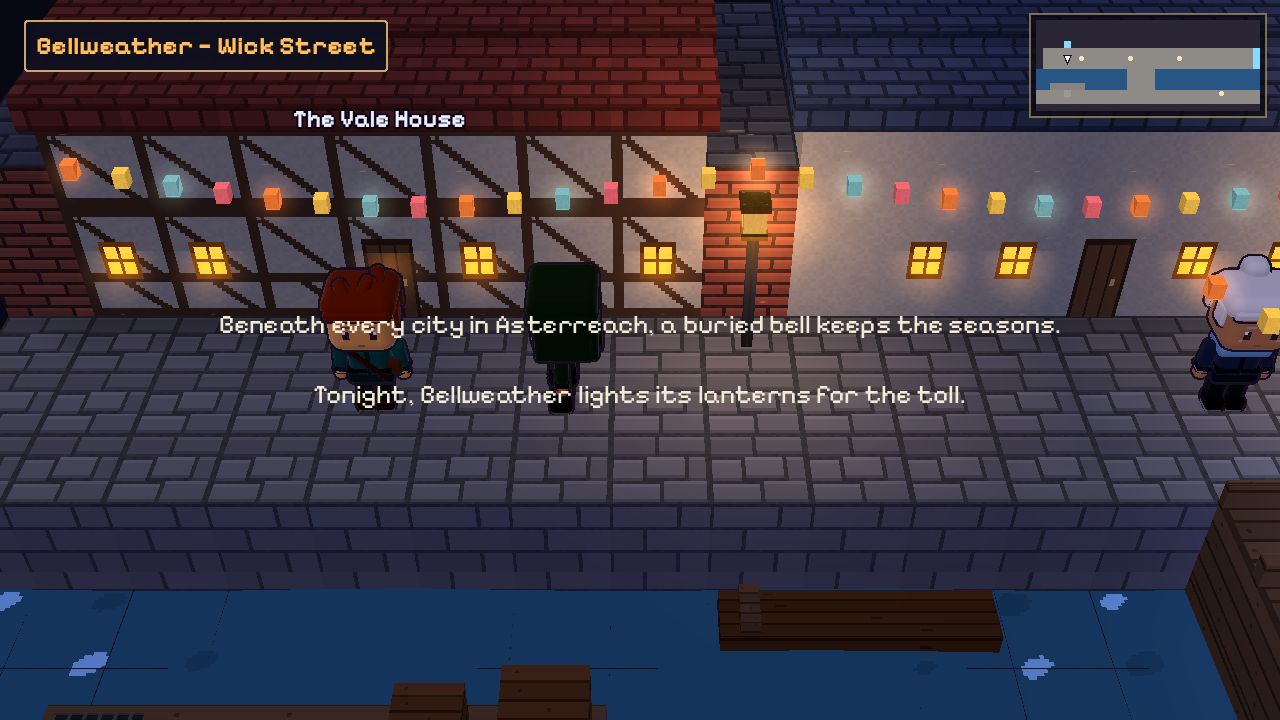 Bellweather - Wick Street
The Vale House
Beneath every city in Asterreach, a buried bell keeps the seasons.
Tonight, Bellweather lights its lanterns for the toll.